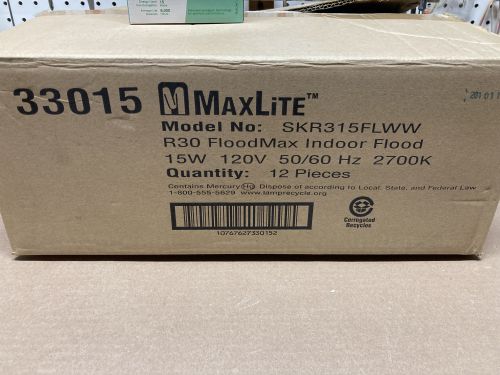 33015 MAXLITE™
Model No: SKR315FLWW
R30 FloodMax Indoor Flood
15W 120V 50/60 Hz 2700K
Quantity: 12 Pieces
Contains Mercury Hg Dispose of according to Local, State, and Federal Law
1-800-555-5629 www.lamprecycle.org
10767627330152
Corrugated
Recycles